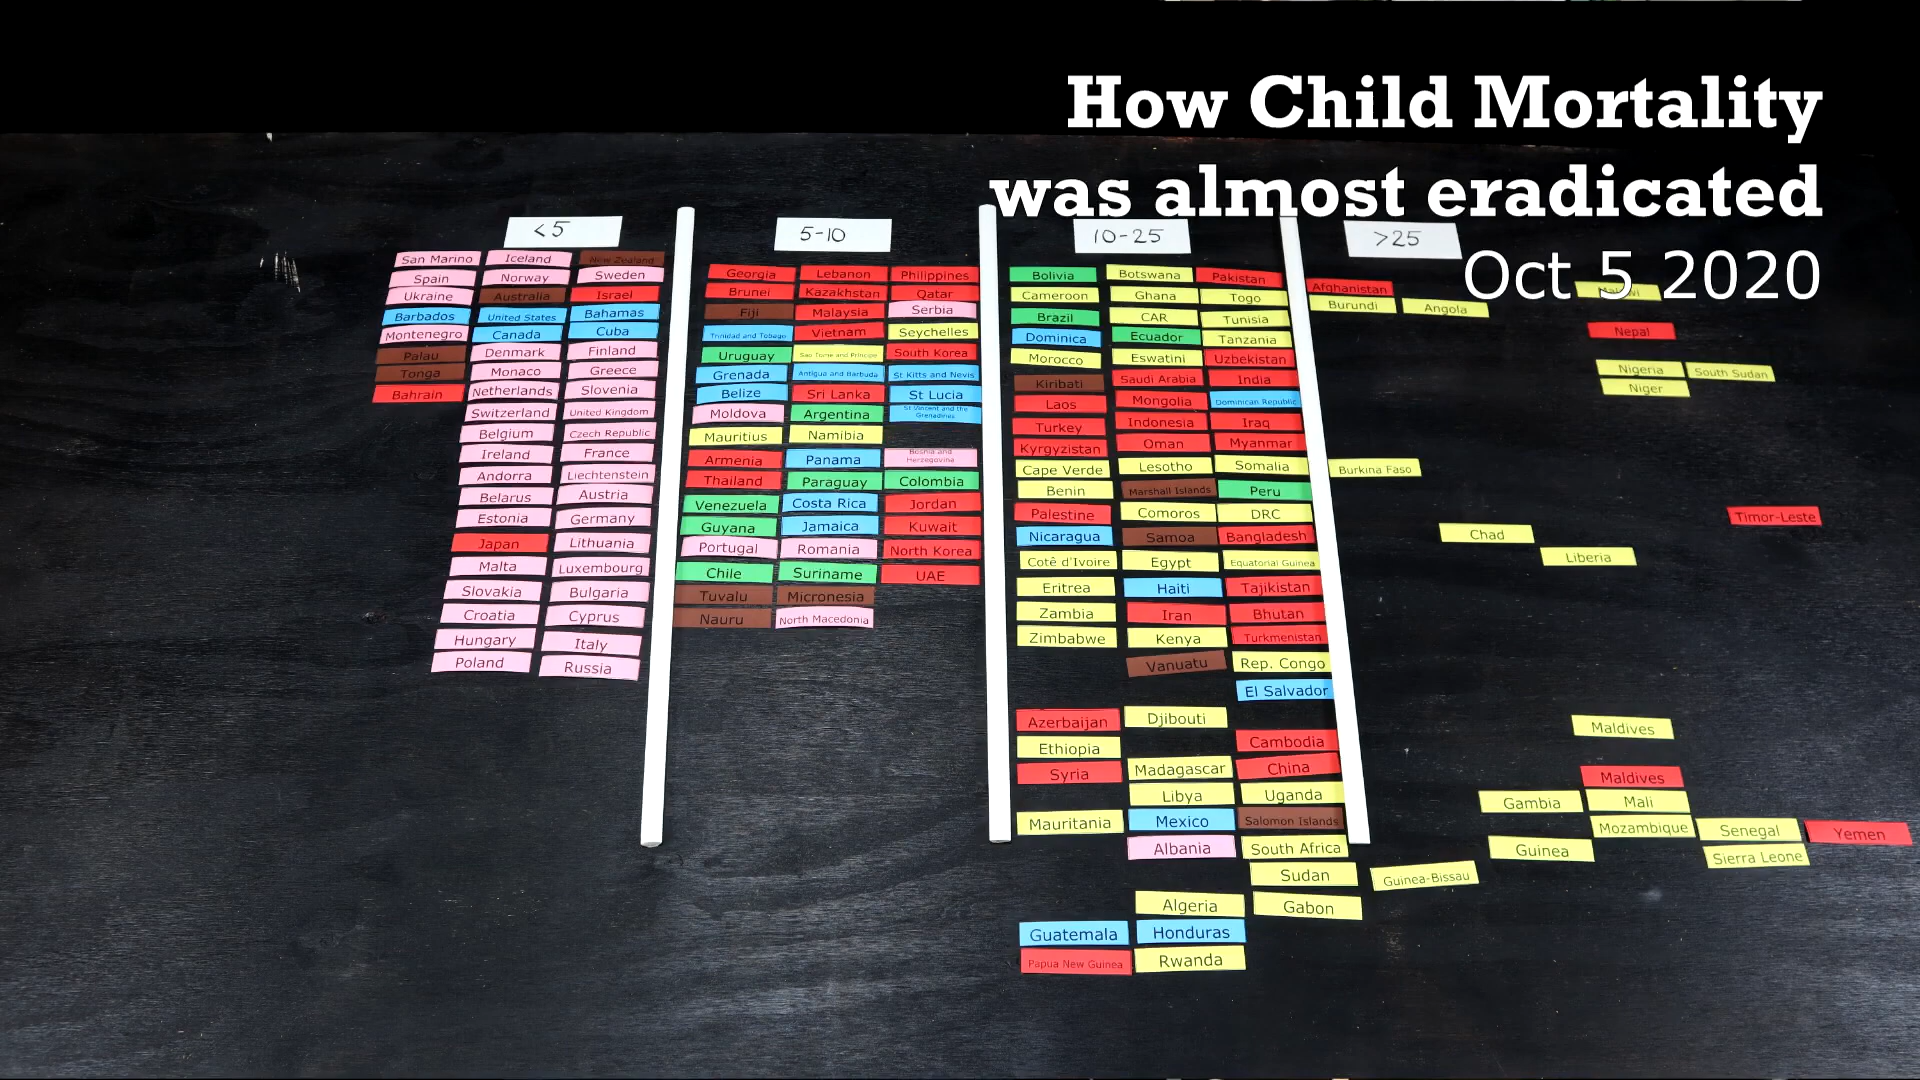 How Child Mortality
was almost eradicated
Oct 5 2020
<5
San Marino Iceland New Zealand
Spain Norway Sweden
Ukraine Australia Israel
Barbados United States Bahamas
Montenegro Canada Cuba
Palau Denmark Finland
Tonga Monaco Greece
Bahrain Netherlands Slovenia
Switzerland United Kingdom
Belgium Czech Republic
Ireland France
Andorra Liechtenstein
Belarus Austria
Estonia Germany
Japan Lithuania
Malta Luxembourg
Slovakia Bulgaria
Croatia Cyprus
Hungary Italy
Poland Russia
5-10
Georgia Lebanon Philippines
Brunei Kazakhstan Qatar
Fiji Malaysia Serbia
Trinidad and Tobago Vietnam Seychelles
Uruguay Sao Tome and Principe South Korea
Grenada Antigua and Barbuda St Kitts and Nevis
Belize Sri Lanka St Lucia
Moldova Argentina St Vincent and the
Grenadines
Mauritius Namibia
Armenia Panama Bosnia and
Herzegovina
Thailand Paraguay Colombia
Venezuela Costa Rica Jordan
Guyana Jamaica Kuwait
Portugal Romania North Korea
Chile Suriname UAE
Tuvalu Micronesia
Nauru North Macedonia
10-25
Bolivia Botswana Pakistan
Cameroon Ghana Togo
Brazil CAR Tunisia
Dominica Ecuador Tanzania
Morocco Eswatini Uzbekistan
Kiribati Saudi Arabia India
Laos Mongolia Dominican Republic
Turkey Indonesia Iraq
Kyrgyzstan Oman Myanmar
Cape Verde Lesotho Somalia
Benin Marshall Islands Peru
Palestine Comoros DRC
Nicaragua Samoa Bangladesh
Cotê d'Ivoire Egypt Equatorial Guinea
Eritrea Haiti Tajikistan
Zambia Iran Bhutan
Zimbabwe Kenya Turkmenistan
Vanuatu Rep. Congo
El Salvador
Azerbaijan Djibouti
Ethiopia Cambodia
Syria Madagascar China
Libya Uganda
Mauritania Mexico Salomon Islands
Albania South Africa
Sudan
Algeria Gabon
Guatemala Honduras
Papua New Guinea Rwanda
>25
Afghanistan
Burundi Angola
Nepal
Nigeria South Sudan
Niger
Burkina Faso
Timor-Leste
Chad
Liberia
Maldives
Maldives
Gambia Mali
Mozambique Senegal Yemen
Guinea Sierra Leone
Guinea-Bissau